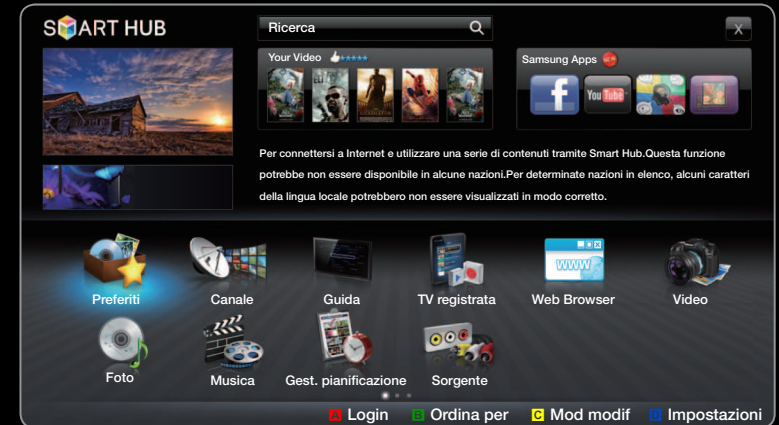 SMART HUB
Ricerca
X
Your Video
Samsung Apps
f
You Tube
Per connettersi a Internet e utilizzare una serie di contenuti tramite Smart Hub.Questa funzione
potrebbe non essere disponibile in alcune nazioni.Per determinate nazioni in elenco, alcuni caratteri
della lingua locale potrebbero non essere visualizzati in modo corretto.
WWW
Preferiti Canale Guida TV registrata Web Browser Video
Foto Musica Gest. pianificazione Sorgente
A Login B Ordina per C Mod modif D Impostazioni